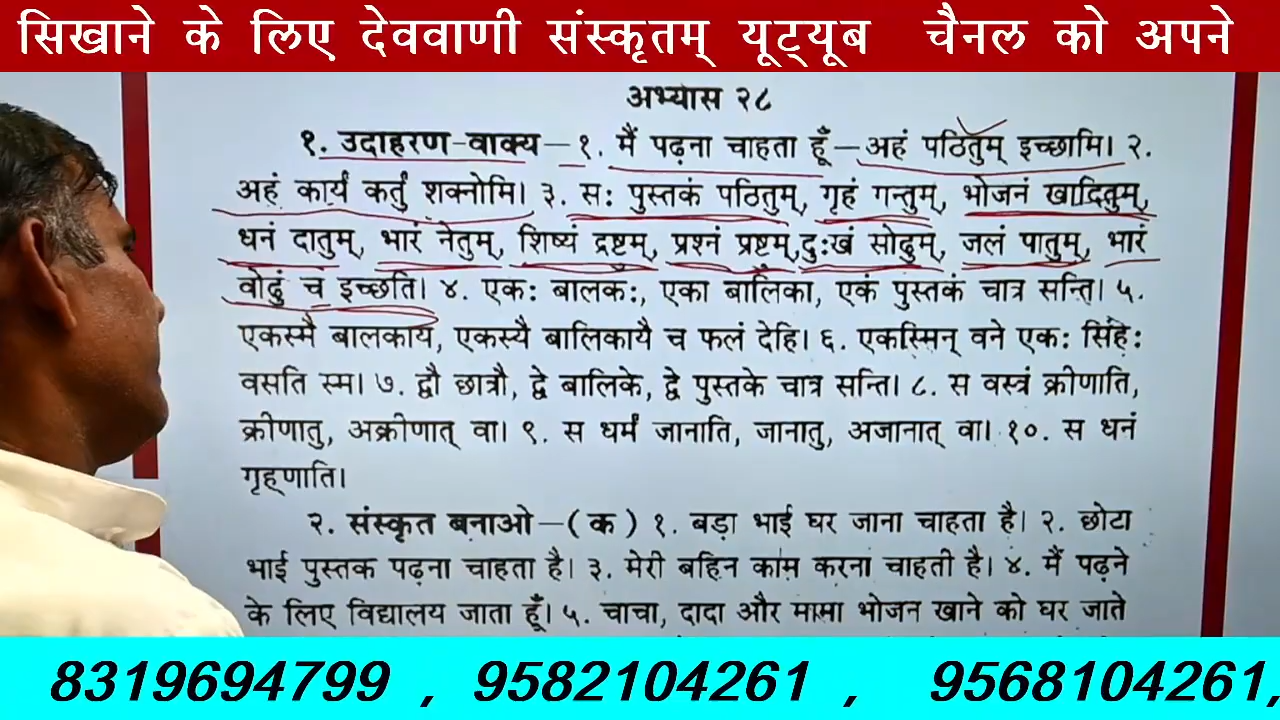 सिखाने के लिए देववाणी संस्कृतम् यूट्यूब चैनल को अपने
अभ्यास २८
१. उदाहरण-वाक्य—१. मैं पढ़ना चाहता हूँ—अहं पठितुम् इच्छामि। २.
अहं कार्यं कर्तुं शक्नोमि। ३. सः पुस्तकं पठितुम्, गृहं गन्तुम्, भोजनं खादितुम्,
धनं दातुम्, भारं नेतुम्, शिष्यं द्रष्टुम्, प्रश्नं प्रष्टुम्, दुःखं सोढुम्, जलं पातुम्, भारं
वोढुं च इच्छति। ४. एकः बालकः, एका बालिका, एकं पुस्तकं चात्र सन्ति। ५.
एकस्मै बालकाय, एकस्यै बालिकायै च फलं देहि। ६. एकस्मिन् वने एकः सिंहः
वसति स्म। ७. द्वौ छात्रौ, द्वे बालिके, द्वे पुस्तके चात्र सन्ति। ८. स वस्त्रं क्रीणाति,
क्रीणातु, अक्रीणात् वा। ९. स धर्मं जानाति, जानातु, अजानात् वा। १०. स धनं
गृह्णाति।
२. संस्कृत बनाओ—(क) १. बड़ा भाई घर जाना चाहता है। २. छोटा
भाई पुस्तक पढ़ना चाहता है। ३. मेरी बहिन काम करना चाहती है। ४. मैं पढ़ने
के लिए विद्यालय जाता हूँ। ५. चाचा, दादा और मामा भोजन खाने को घर जाते
8319694799 , 9582104261 , 9568104261,